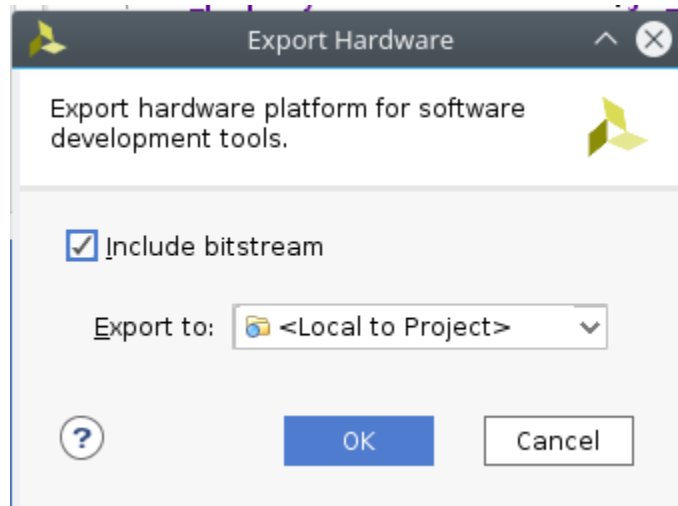 Export Hardware
Export hardware platform for software
development tools.
Include bitstream
Export to: <Local to Project>
? OK Cancel